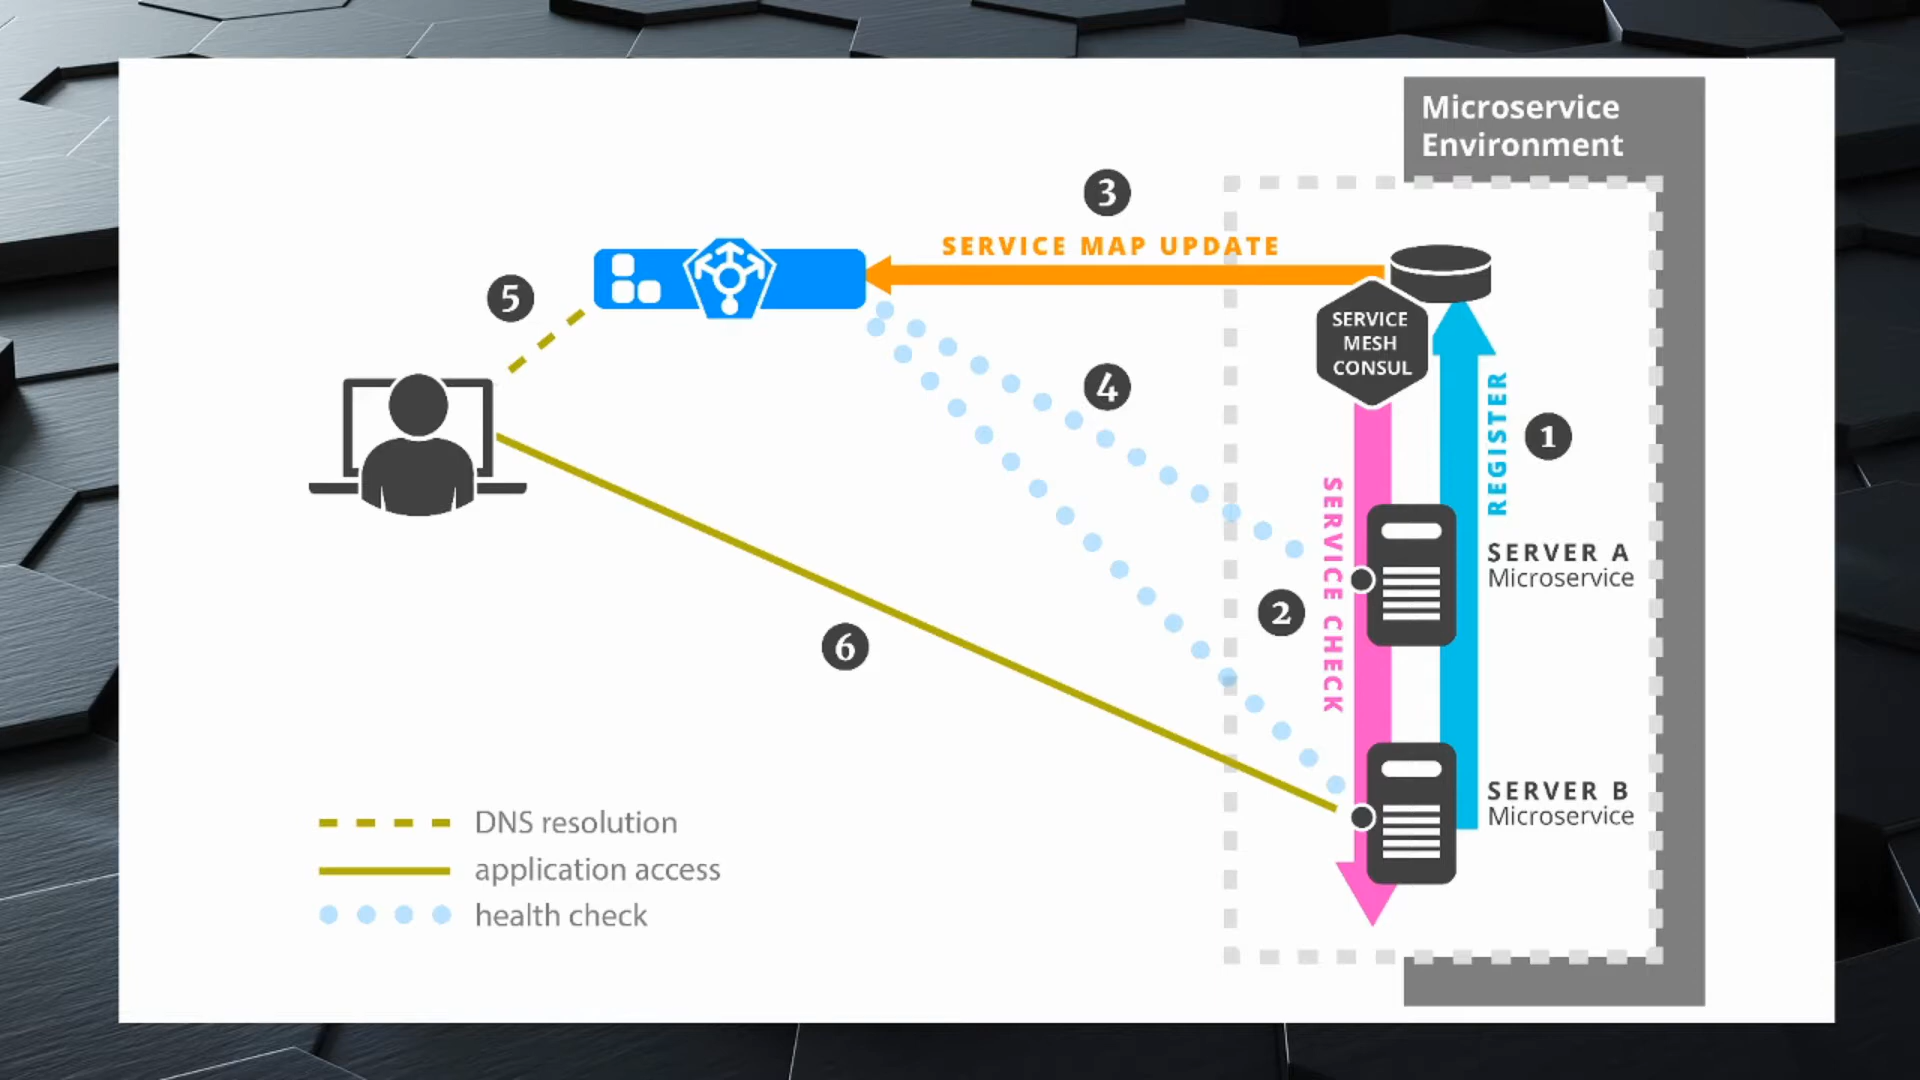 Microservice
Environment
3
SERVICE MAP UPDATE
5
SERVICE
MESH
CONSUL
4
REGISTER
1
SERVER A
Microservice
2
SERVICE CHECK
6
SERVER B
Microservice
DNS resolution
application access
health check